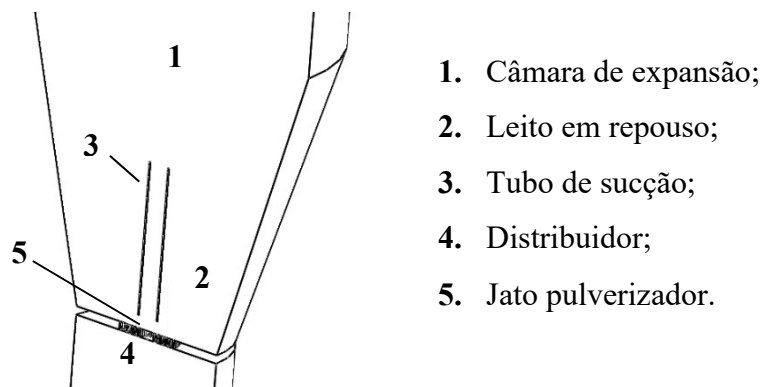 1
3
5
2
4
1. Câmara de expansão;
2. Leito em repouso;
3. Tubo de sucção;
4. Distribuidor;
5. Jato pulverizador.